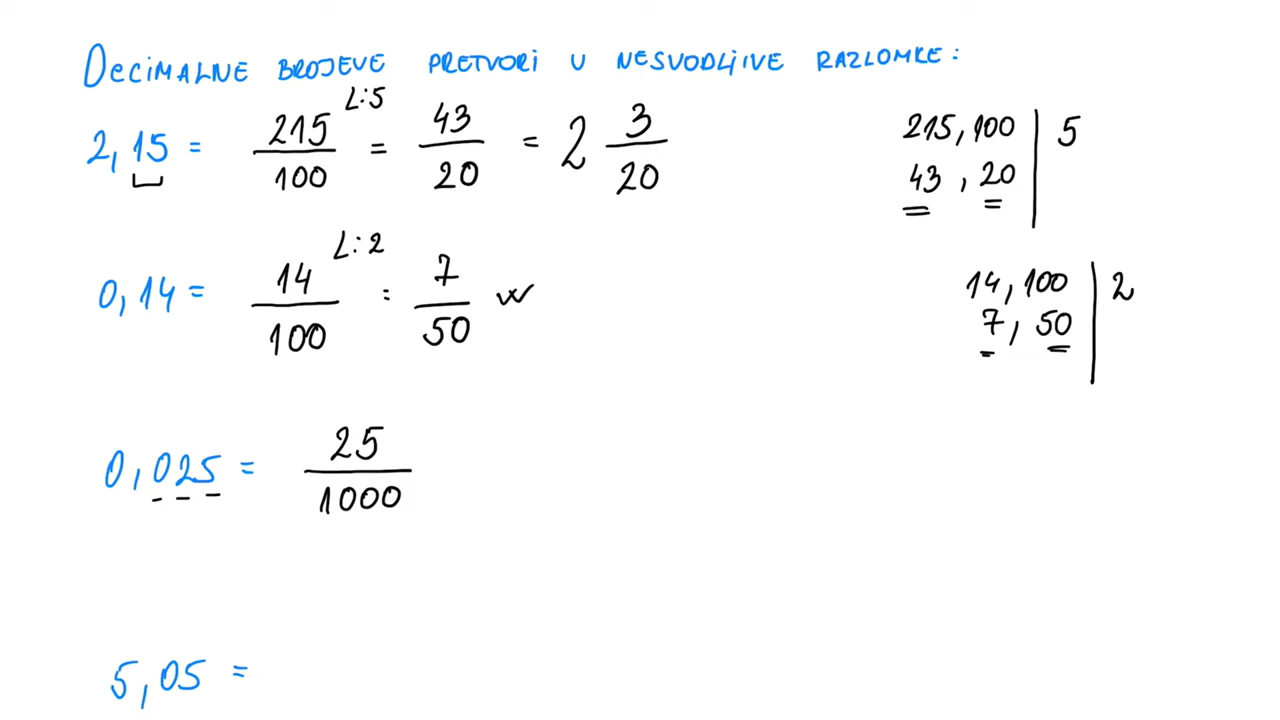 DECIMALNE BROJEVE PRETVORI U NESVODLJIVE RAZLOMKE:
2,15 = 215/100 L:5 = 43/20 = 2 3/20
215,100 | 5
43, 20
0,14 = 14/100 L:2 = 7/50
14,100 | 2
7, 50
0,025 = 25/1000
5,05 =